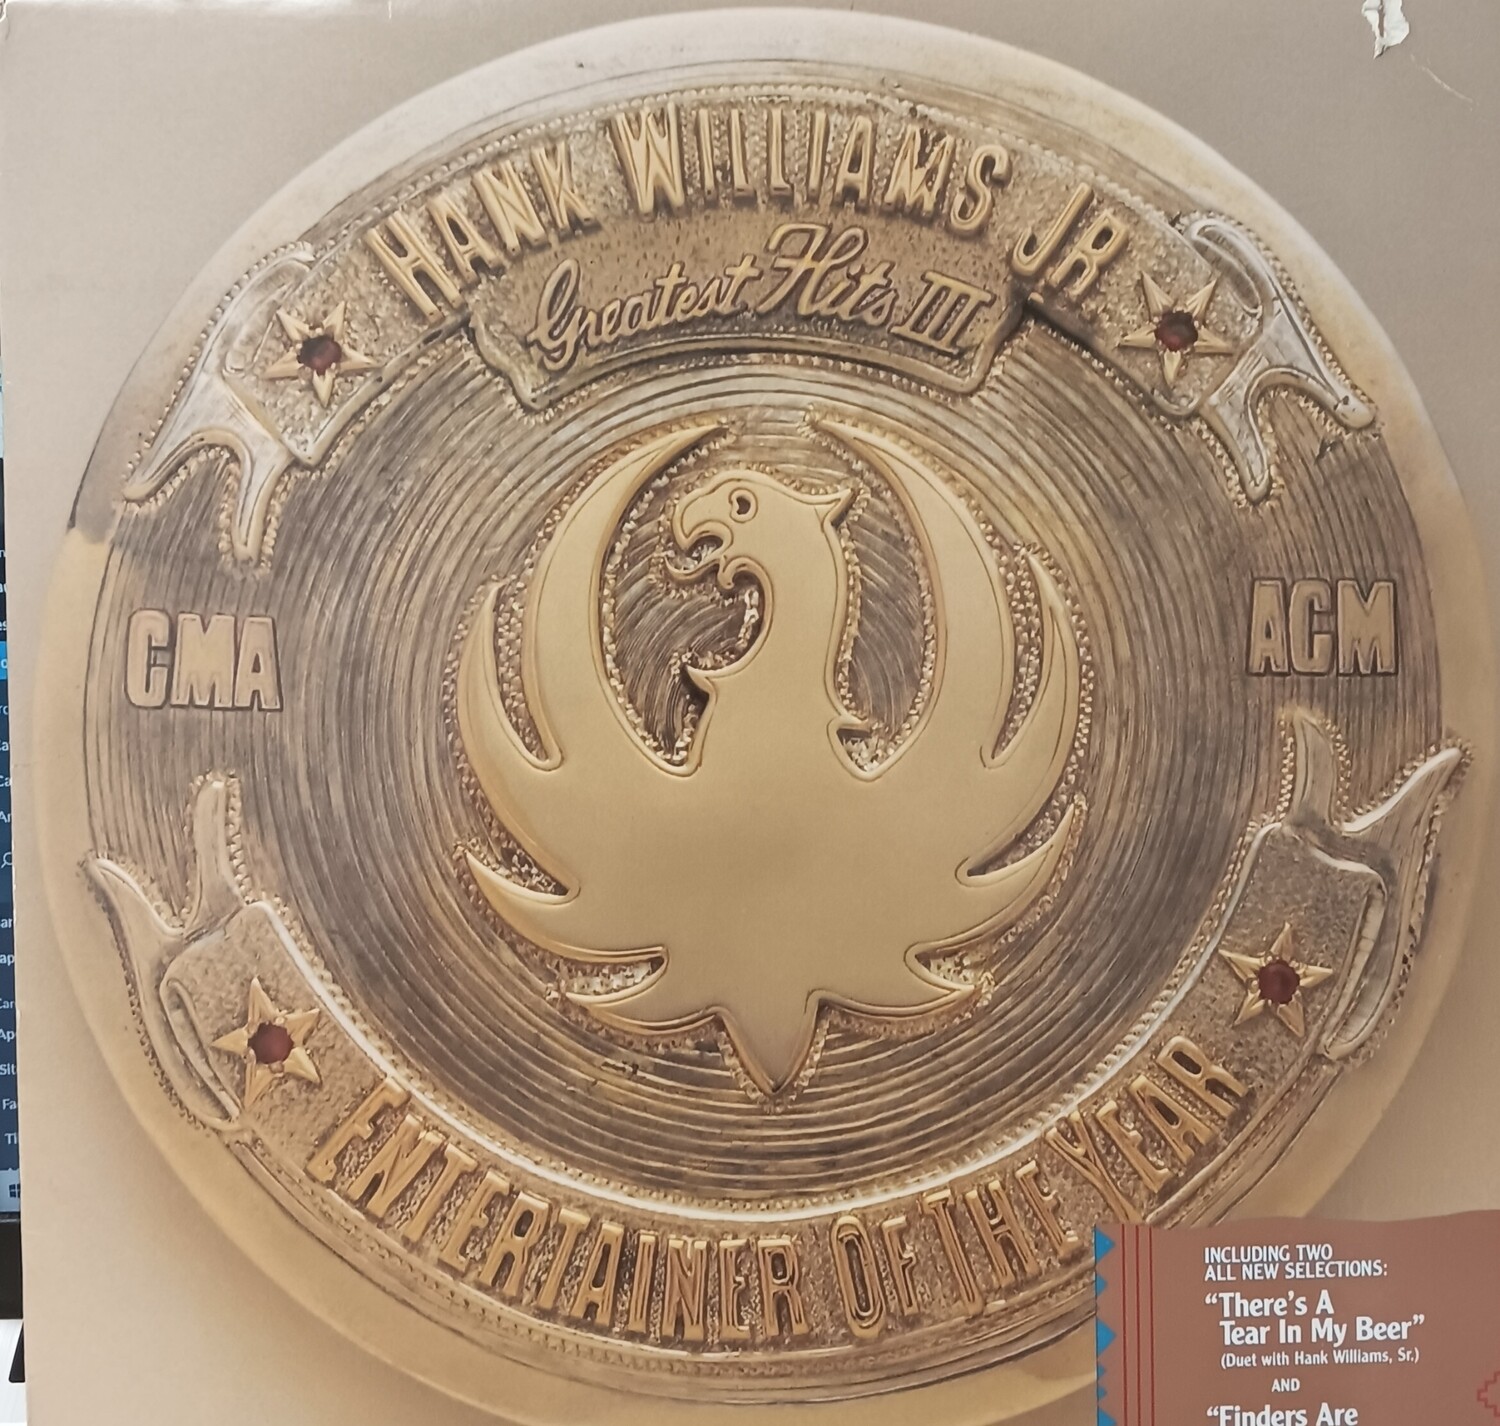 HANK WILLIAMS JR
Greatest Hits III
CMA
ACM
ENTERTAINER OF THE YEAR
INCLUDING TWO
ALL NEW SELECTIONS:
“There's A
Tear In My Beer”
(Duet with Hank Williams, Sr.)
AND
“Finders Are